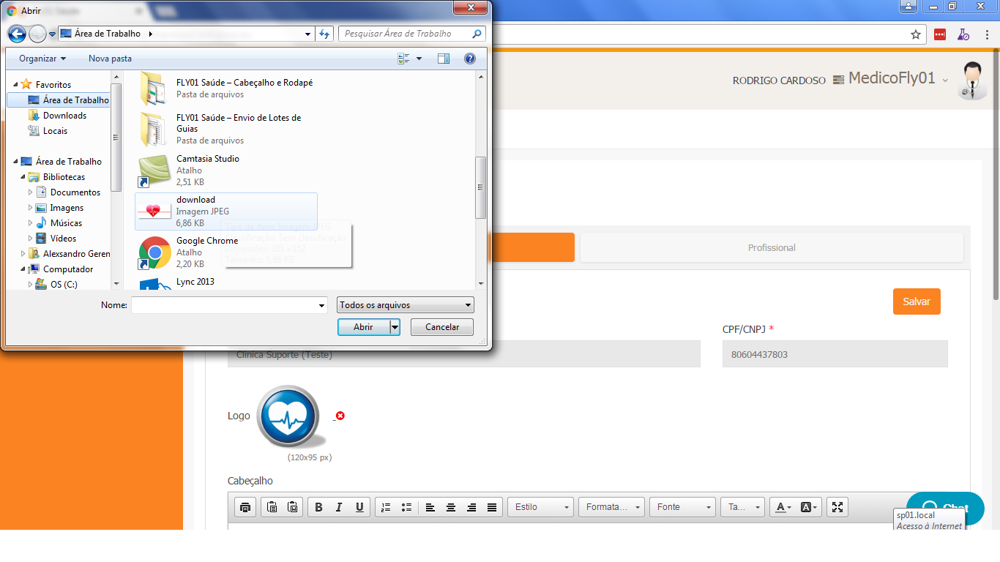 Abrir
Área de Trabalho
Pesquisar Área de Trabalho
Organizar
Nova pasta
Favoritos
Área de Trabalho
Downloads
Locais
Área de Trabalho
Bibliotecas
Documentos
Imagens
Músicas
Vídeos
Alexsandro Geren
Computador
OS (C:)
FLY01 Saúde – Cabeçalho e Rodapé
Pasta de arquivos
FLY01 Saúde – Envio de Lotes de
Guias
Pasta de arquivos
Camtasia Studio
Atalho
2,51 KB
download
Imagem JPEG
6,86 KB
Tipo de item: Imagem JPEG
Classificação: Sem classificação
Dimensões: 331 x 152
Tamanho: 6,86 KB
Google Chrome
Atalho
2,20 KB
Lync 2013
Nome:
Todos os arquivos
Abrir
Cancelar
RODRIGO CARDOSO
MedicoFly01
Profissional
Salvar
CPF/CNPJ *
Clinica Suporte (Teste)
80604437803
Logo
(120x95 px)
Cabeçalho
B I U
Estilo
Formata...
Fonte
Ta...
A
A
Chat
sp01.local
Acesso à Internet